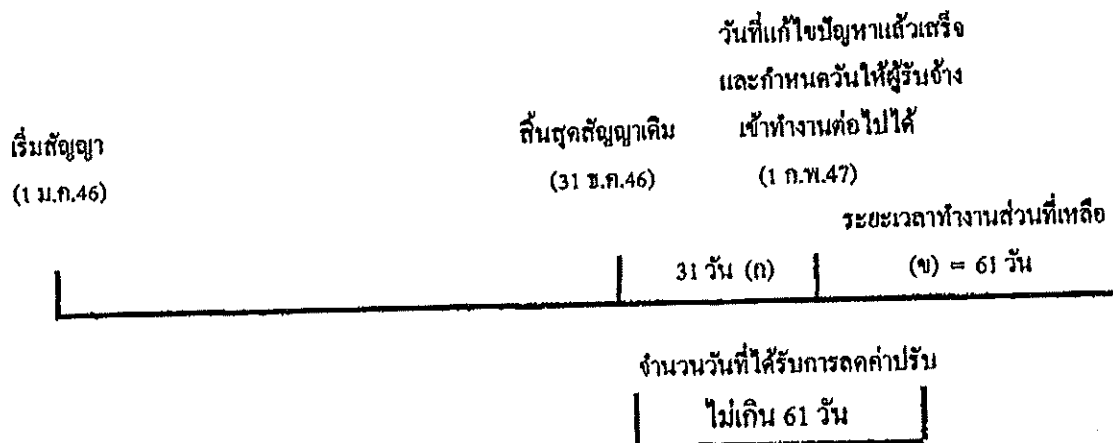 วันที่แก้ไขปัญหาแล้วเสร็จ
และกำหนดวันให้ผู้รับจ้าง
เข้าทำงานต่อไปได้
(1 ก.พ.47)
สิ้นสุดสัญญาเดิม
(31 ธ.ค.46)
เริ่มสัญญา
(1 ม.ค.46)
ระยะเวลาทำงานส่วนที่เหลือ
31 วัน (ก)
(ข) = 61 วัน
จำนวนวันที่ได้รับการลดค่าปรับ
ไม่เกิน 61 วัน